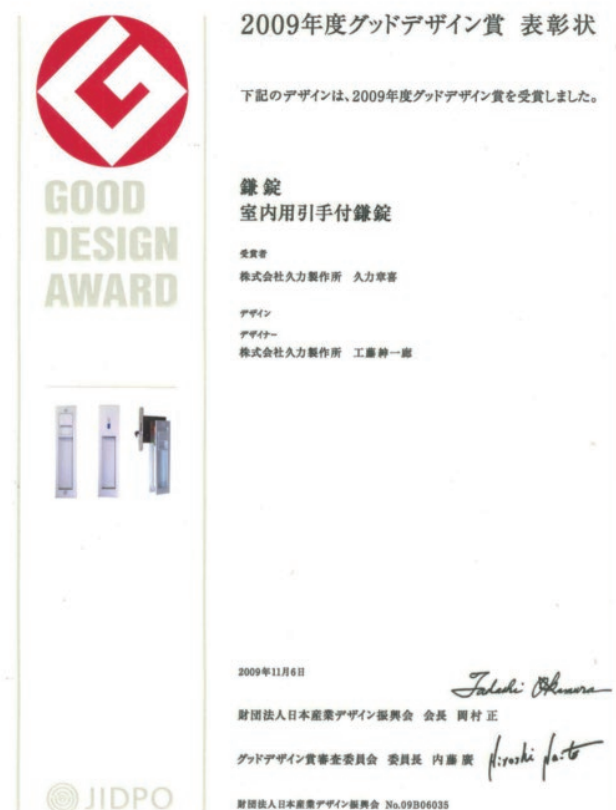 2009年度グッドデザイン賞 表彰状
下記のデザインは、2009年度グッドデザイン賞を受賞しました。
GOOD
DESIGN
AWARD
鎌錠
室内用引手付鎌錠
受賞者
株式会社久力製作所 久力章喜
デザイン
デザイナー
株式会社久力製作所 工藤紳一郎
2009年11月6日
Tadashi Okamura
財団法人日本産業デザイン振興会 会長 岡村 正
グッドデザイン賞審査委員会 委員長 内藤 廣
Hiroshi Naito
JIDPO
財団法人日本産業デザイン振興会 No.09B06035